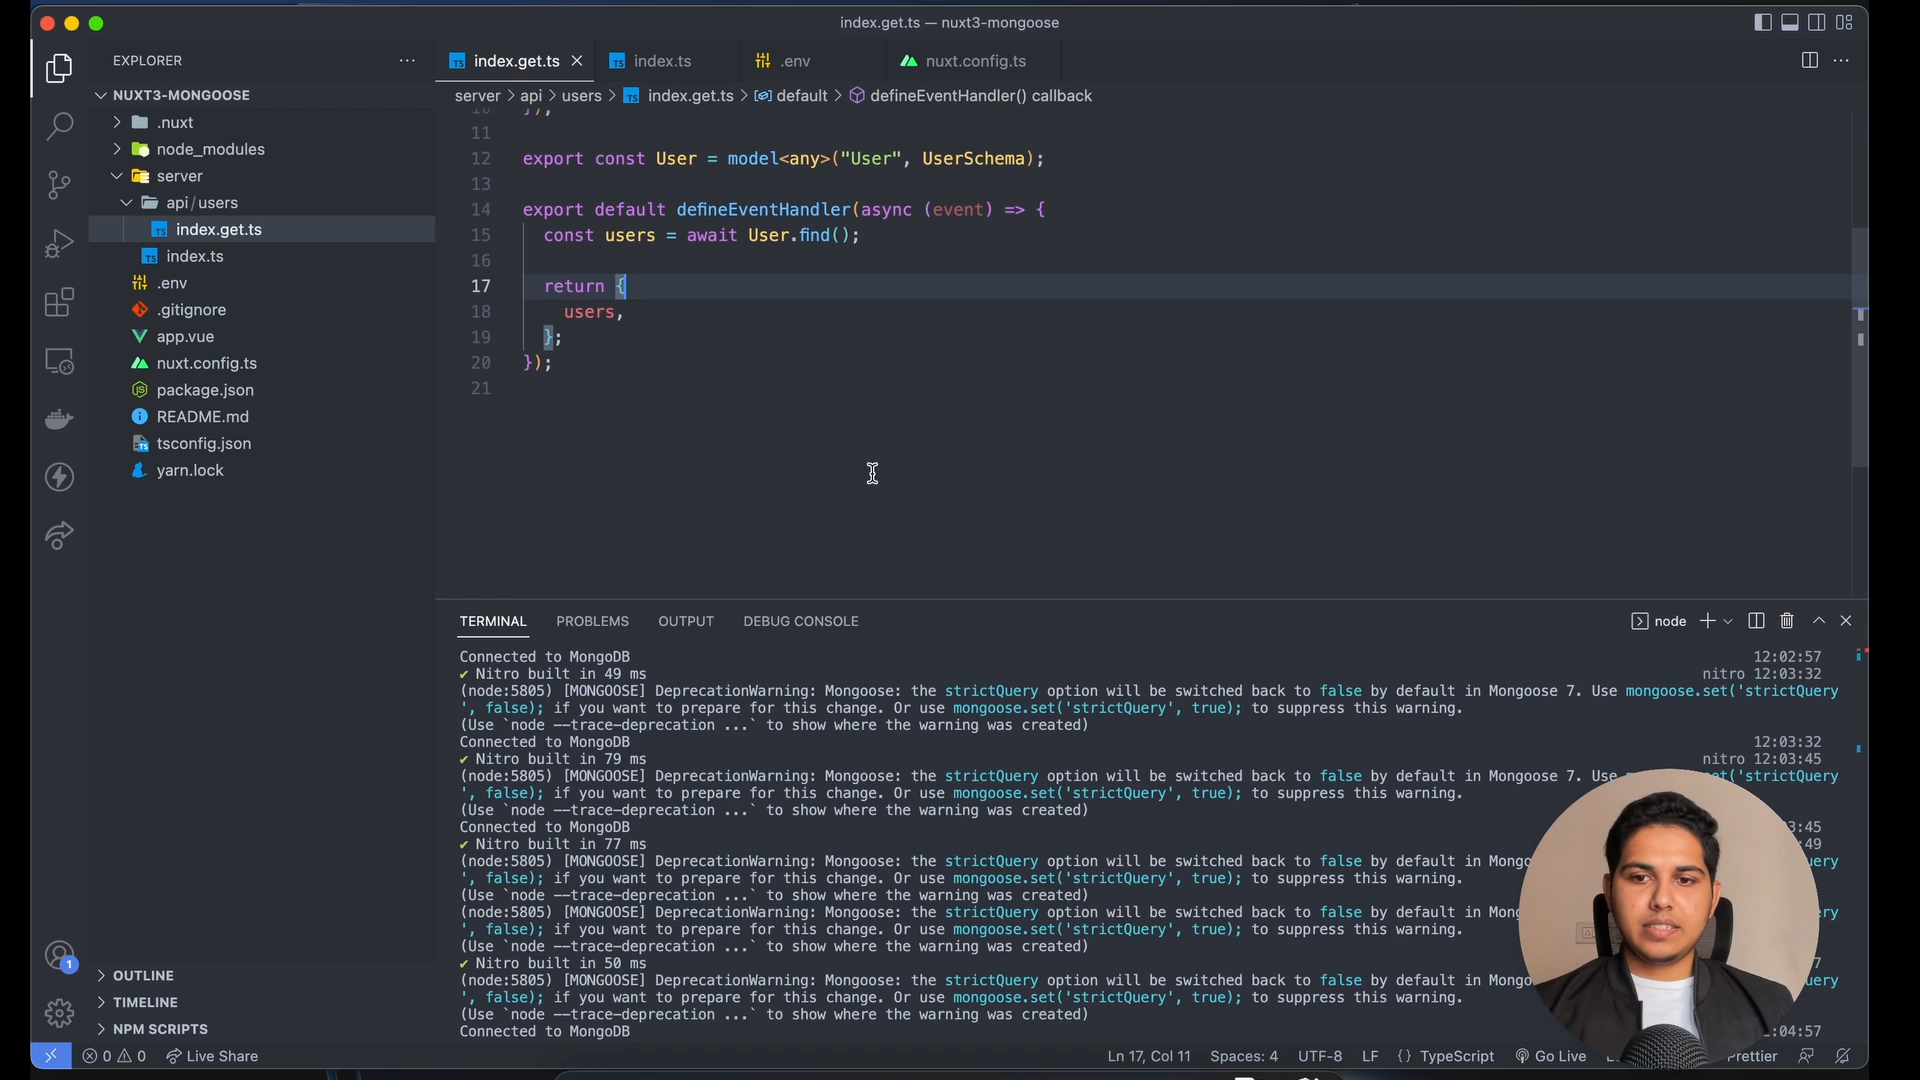 index.get.ts — nuxt3-mongoose
EXPLORER
index.get.ts
index.ts
.env
nuxt.config.ts
NUXT3-MONGOOSE
.nuxt
node_modules
server
api/users
index.get.ts
index.ts
.env
.gitignore
app.vue
nuxt.config.ts
package.json
README.md
tsconfig.json
yarn.lock
OUTLINE
TIMELINE
NPM SCRIPTS
server > api > users > index.get.ts > default > defineEventHandler() callback
10 });
11
12 export const User = model<any>("User", UserSchema);
13
14 export default defineEventHandler(async (event) => {
15 const users = await User.find();
16
17 return {
18 users,
19 };
20 });
21
TERMINAL PROBLEMS OUTPUT DEBUG CONSOLE
node
Connected to MongoDB 12:02:57
✔ Nitro built in 49 ms nitro 12:03:32
(node:5805) [MONGOOSE] DeprecationWarning: Mongoose: the strictQuery option will be switched back to false by default in Mongoose 7. Use mongoose.set('strictQuery
', false); if you want to prepare for this change. Or use mongoose.set('strictQuery', true); to suppress this warning.
(Use `node --trace-deprecation ...` to show where the warning was created)
Connected to MongoDB 12:03:32
✔ Nitro built in 79 ms nitro 12:03:45
(node:5805) [MONGOOSE] DeprecationWarning: Mongoose: the strictQuery option will be switched back to false by default in Mongoose 7. Use 'strictQuery
', false); if you want to prepare for this change. Or use mongoose.set('strictQuery', true); to suppress this warning.
(Use `node --trace-deprecation ...` to show where the warning was created)
Connected to MongoDB 3:45
✔ Nitro built in 77 ms 49
(node:5805) [MONGOOSE] DeprecationWarning: Mongoose: the strictQuery option will be switched back to false by default in Mongo uery
', false); if you want to prepare for this change. Or use mongoose.set('strictQuery', true); to suppress this warning.
(Use `node --trace-deprecation ...` to show where the warning was created)
(node:5805) [MONGOOSE] DeprecationWarning: Mongoose: the strictQuery option will be switched back to false by default in Mong ery
', false); if you want to prepare for this change. Or use mongoose.set('strictQuery', true); to suppress this warning.
(Use `node --trace-deprecation ...` to show where the warning was created)
✔ Nitro built in 50 ms 7
(node:5805) [MONGOOSE] DeprecationWarning: Mongoose: the strictQuery option will be switched back to false by default in Mong uery
', false); if you want to prepare for this change. Or use mongoose.set('strictQuery', true); to suppress this warning.
(Use `node --trace-deprecation ...` to show where the warning was created)
Connected to MongoDB :04:57
1
0 0 Live Share Ln 17, Col 11 Spaces: 4 UTF-8 LF {} TypeScript Go Live Prettier